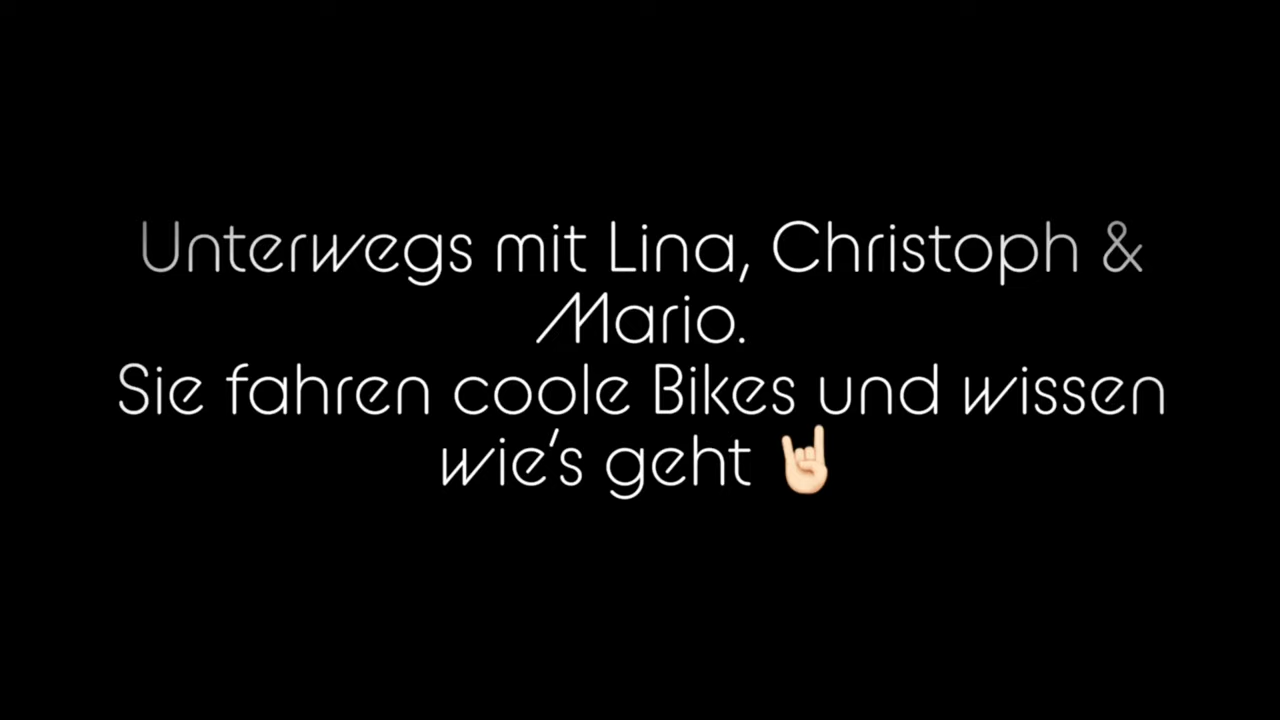 Unterwegs mit Lina, Christoph &
Mario.
Sie fahren coole Bikes und wissen
wie's geht 🤘🏻